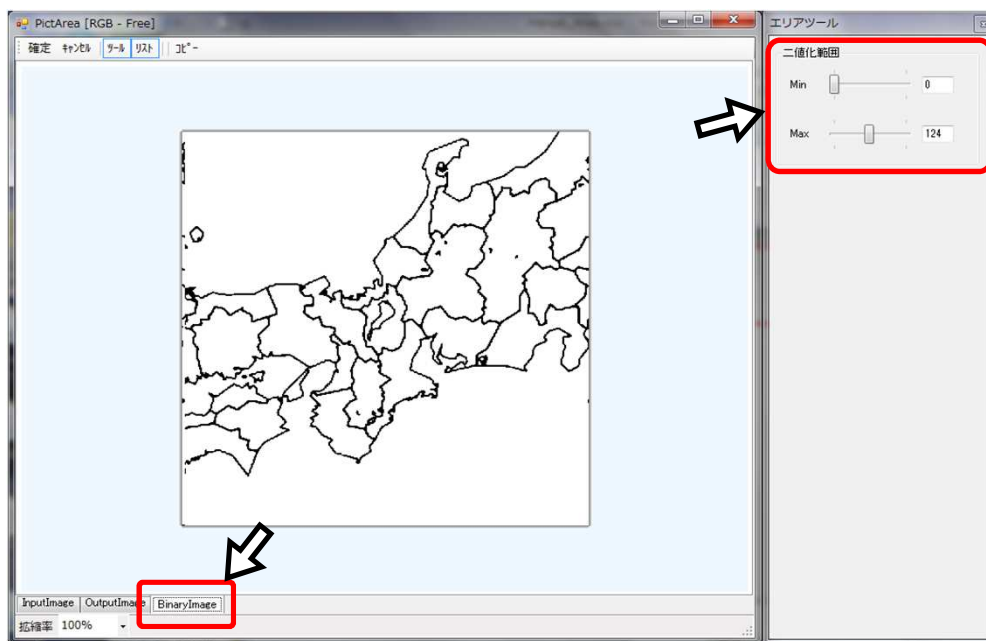 PictArea [RGB - Free]
確定 ｷｬﾝｾﾙ ﾂｰﾙ ﾘｽﾄ ｺﾋﾟｰ
InputImage OutputImage BinaryImage
拡縮率 100%
エリアツール
二値化範囲
Min 0
Max 124